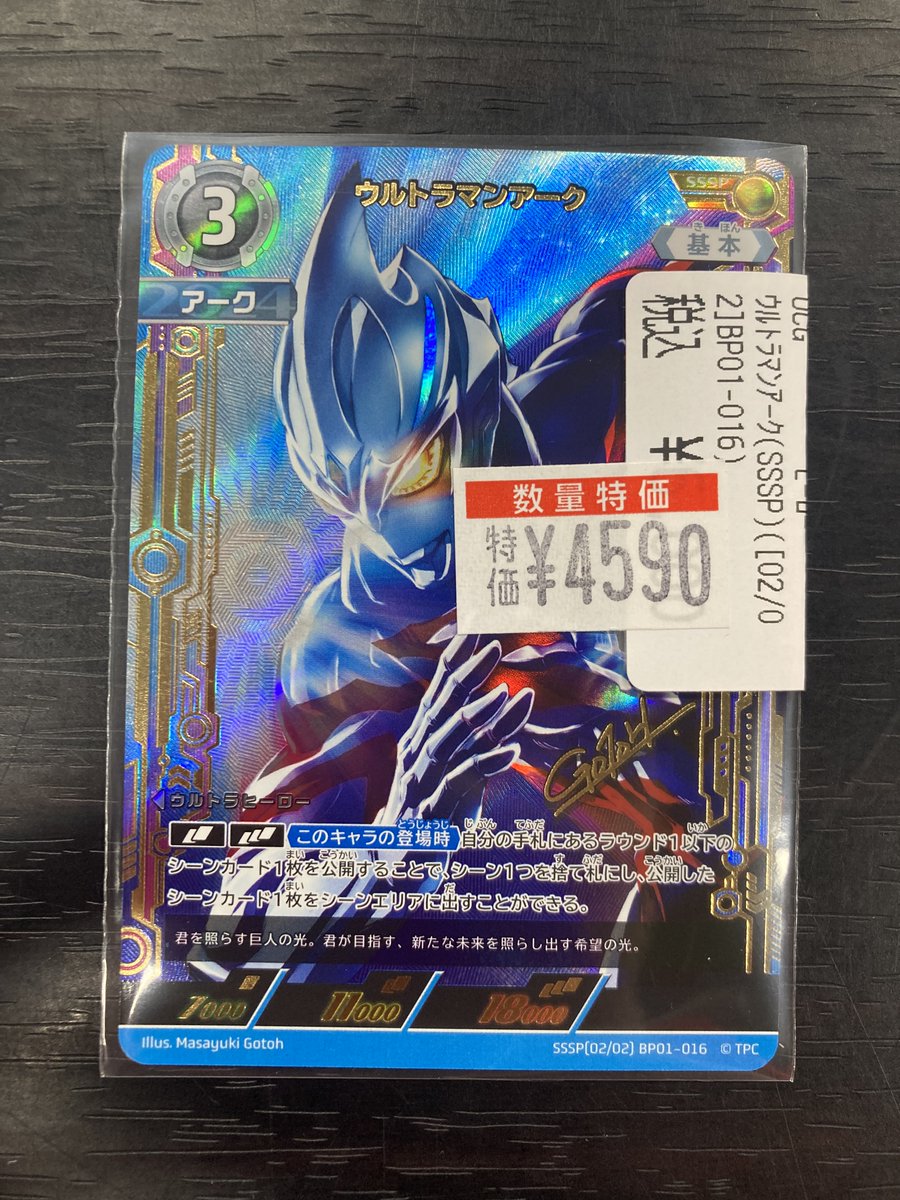 3
ウルトラマンアーク
SSSP
基本
きほん
アーク
税込 ¥
ウルトラマンアーク(SSSP)([02/0
2]BP01-016)
数量特価
特価 ¥4590
Gotoh
ウルトラヒーロー
このキャラの登場時 自分の手札にあるラウンド1以下の
シーンカード1枚を公開することで、シーン1つを捨て札にし、公開した
シーンカード1枚をシーンエリアに出すことができる。
君を照らす巨人の光。君が目指す、新たな未来を照らし出す希望の光。
7000 11000 18000
Illus. Masayuki Gotoh
SSSP(02/02) BP01-016 © TPC